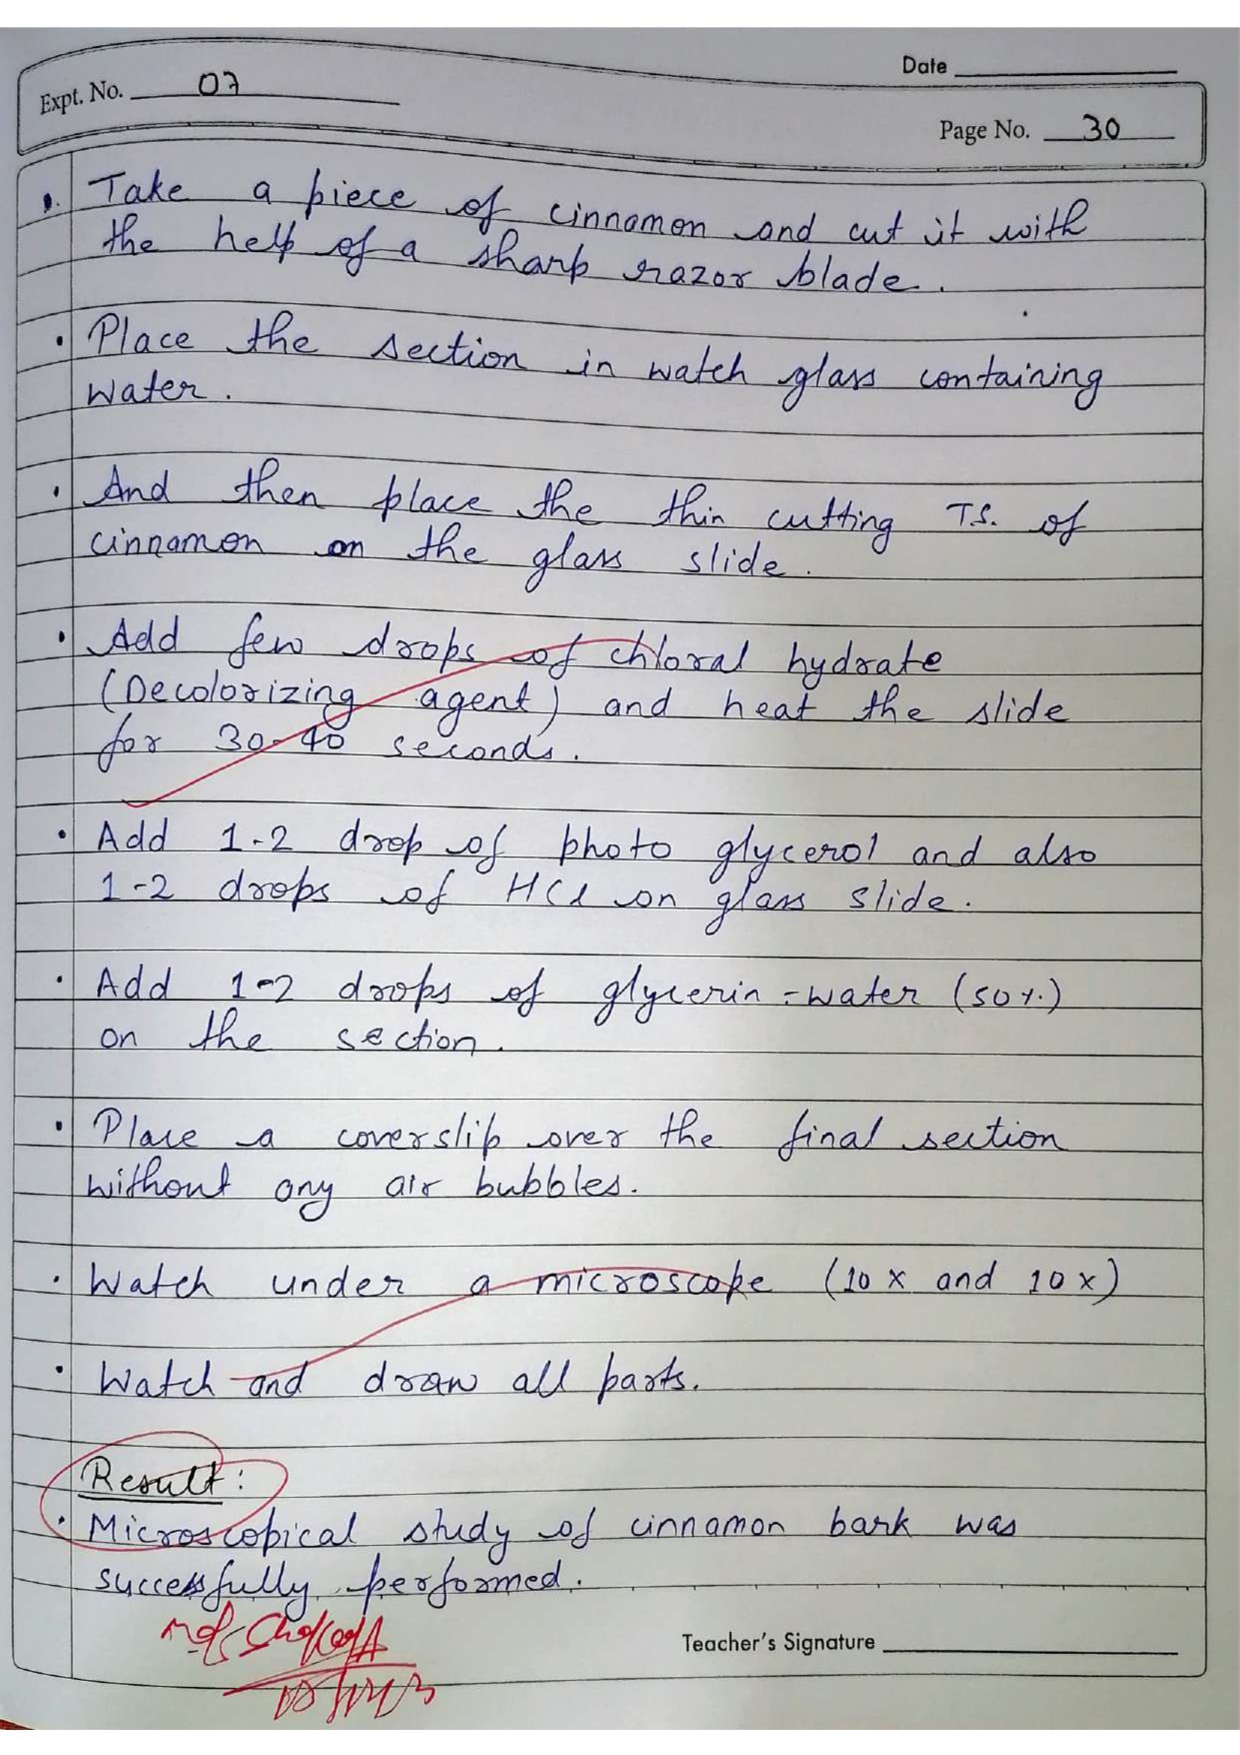 Date
Expt. No. 07
Page No. 30
• Take a piece of cinnamon and cut it with
the help of a sharp razor blade.
• Place the section in watch glass containing
water.
• And then place the thin cutting T.S. of
cinnamon on the glass slide.
• Add few drops of chloral hydrate
(Decolorizing agent) and heat the slide
for 30-40 seconds.
• Add 1-2 drop of photo glycerol and also
1-2 drops of HCl on glass slide.
• Add 1-2 drops of glycerin-water (50%)
on the section.
• Place a coverslip over the final section
without any air bubbles.
• Watch under a microscope (10x and 10x)
• Watch and draw all parts.
Result:
• Microscopical study of cinnamon bark was
successfully performed.
Teacher's Signature